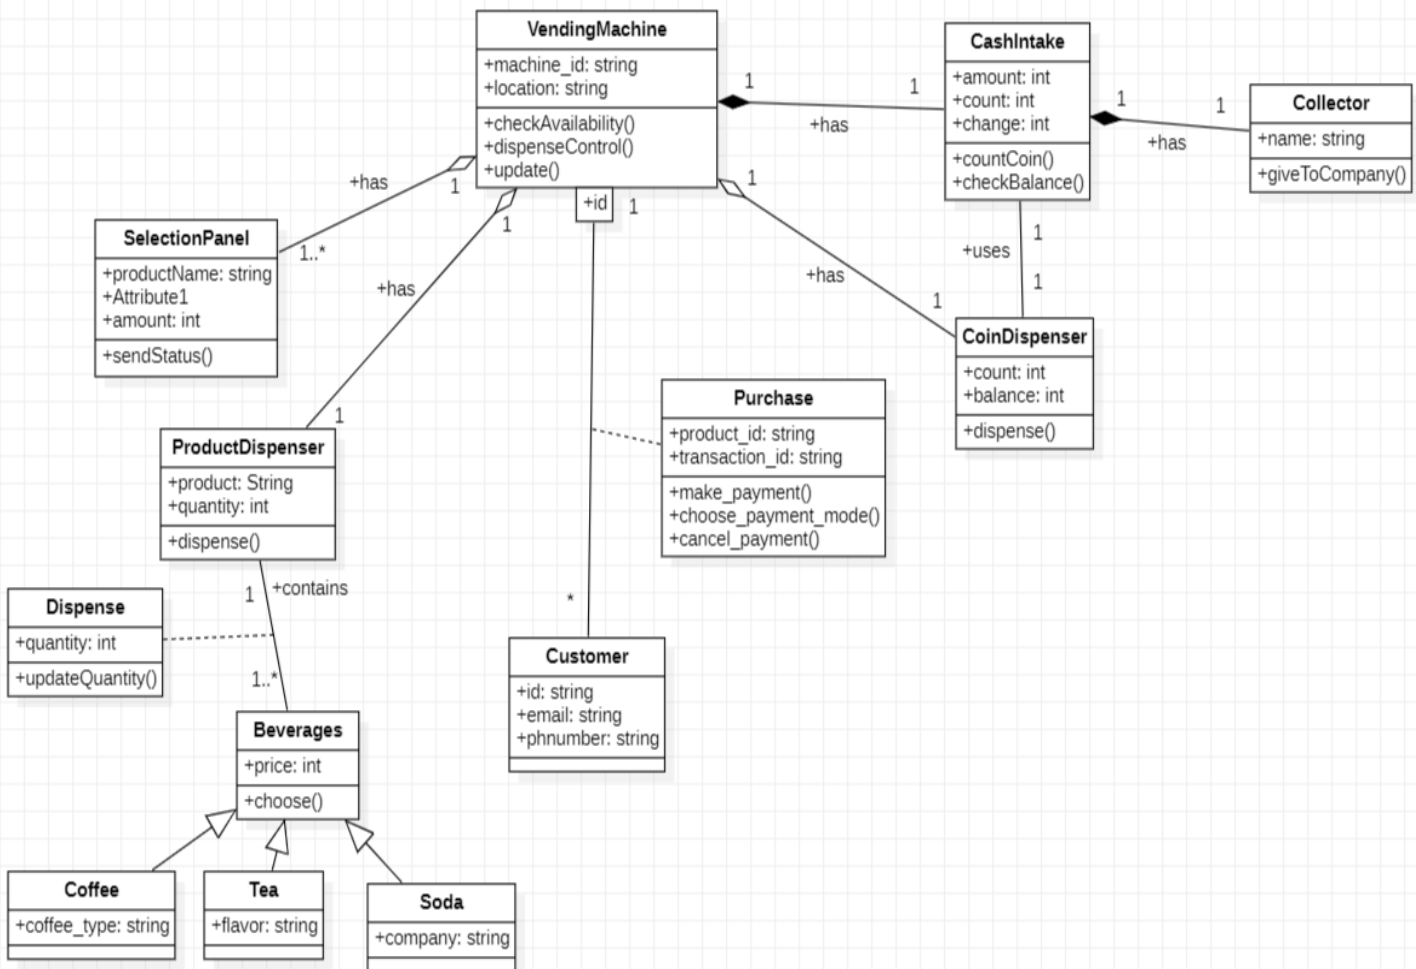 VendingMachine
+machine_id: string
+location: string
+checkAvailability()
+dispenseControl()
+update()
+id
1
CashIntake
+amount: int
+count: int
+change: int
+countCoin()
+checkBalance()
1
1
+has
Collector
+name: string
+giveToCompany()
1
1
+has
+has
1
1..*
SelectionPanel
+productName: string
+Attribute1
+amount: int
+sendStatus()
1
+has
1
1
+has
1
+uses
1
1
CoinDispenser
+count: int
+balance: int
+dispense()
Purchase
+product_id: string
+transaction_id: string
+make_payment()
+choose_payment_mode()
+cancel_payment()
ProductDispenser
+product: String
+quantity: int
+dispense()
1
+contains
1..*
Dispense
+quantity: int
+updateQuantity()
*
Customer
+id: string
+email: string
+phnumber: string
Beverages
+price: int
+choose()
Coffee
+coffee_type: string
Tea
+flavor: string
Soda
+company: string